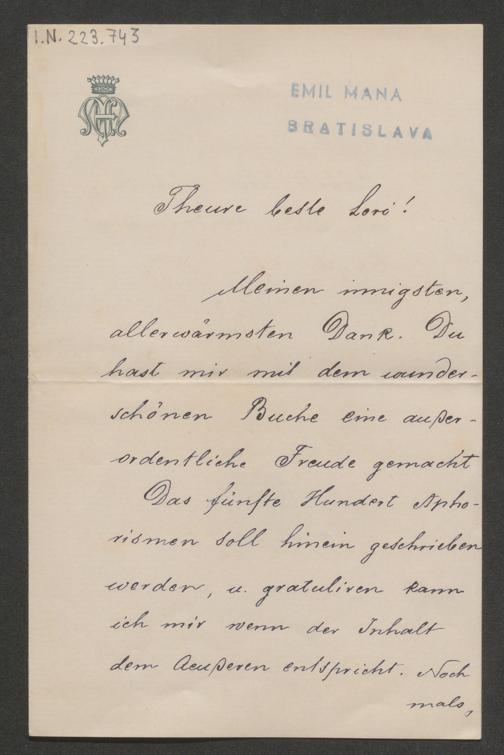 I.N. 223.743
EMIL MANA
BRATISLAVA
Theure beste Lori!
Meinen innigsten,
allerwärmsten Dank. Du
hast mir mit dem wunder-
schönen Buche eine außer-
ordentliche Freude gemacht
Das fünfte Hundert Apho-
rismen soll hinein geschrieben
werden, u. gratuliren kann
ich mir wenn der Inhalt
dem Aeußeren entspricht. Noch
mals,